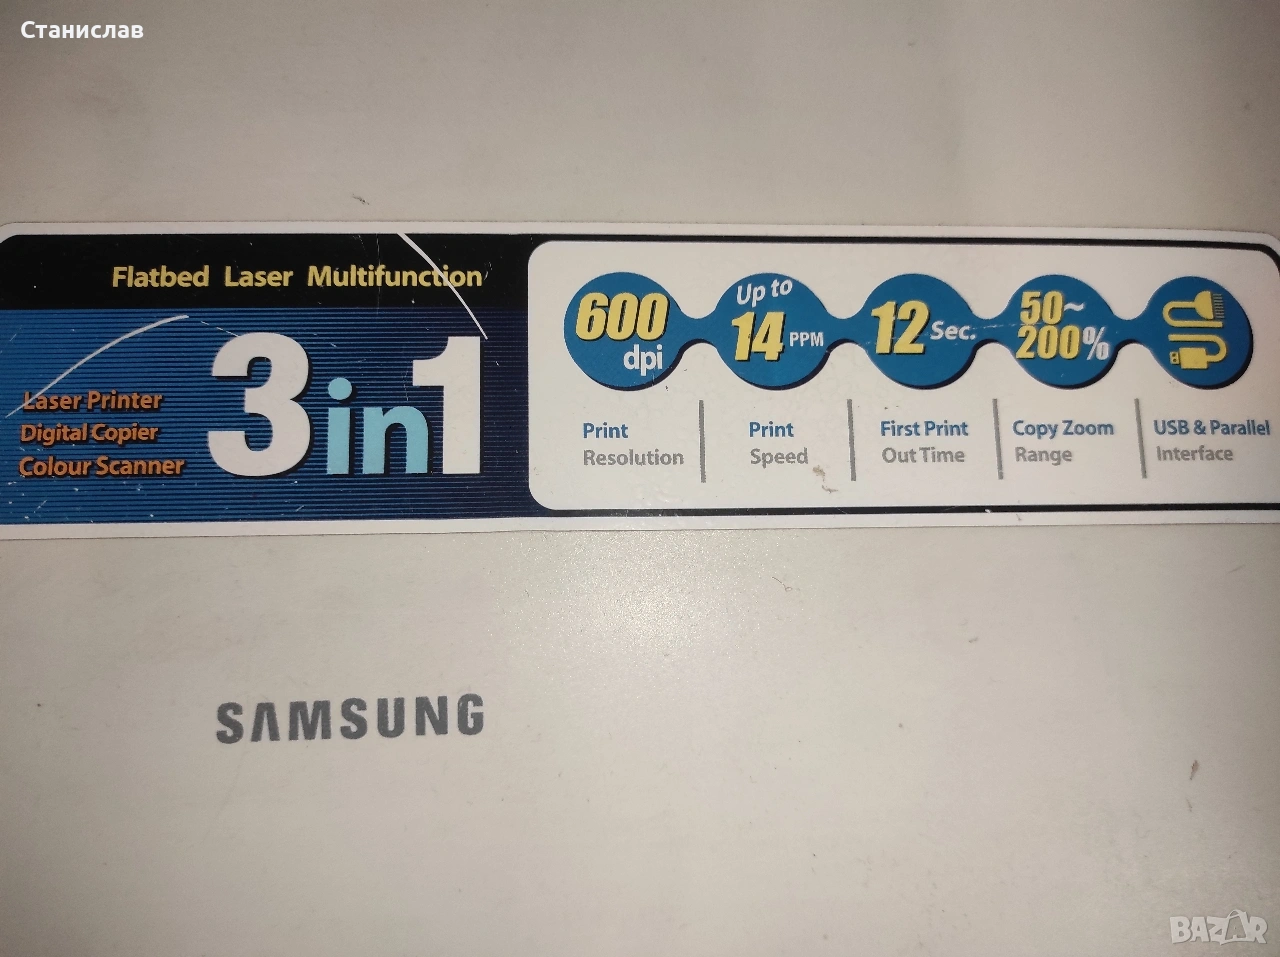 Станислав
Flatbed Laser Multifunction
Laser Printer
Digital Copier
Colour Scanner
3in1
600
dpi
Print
Resolution
Up to
14 PPM
Print
Speed
12 Sec.
First Print
Out Time
50~
200%
Copy Zoom
Range
USB & Parallel
Interface
SAMSUNG
BAZAR